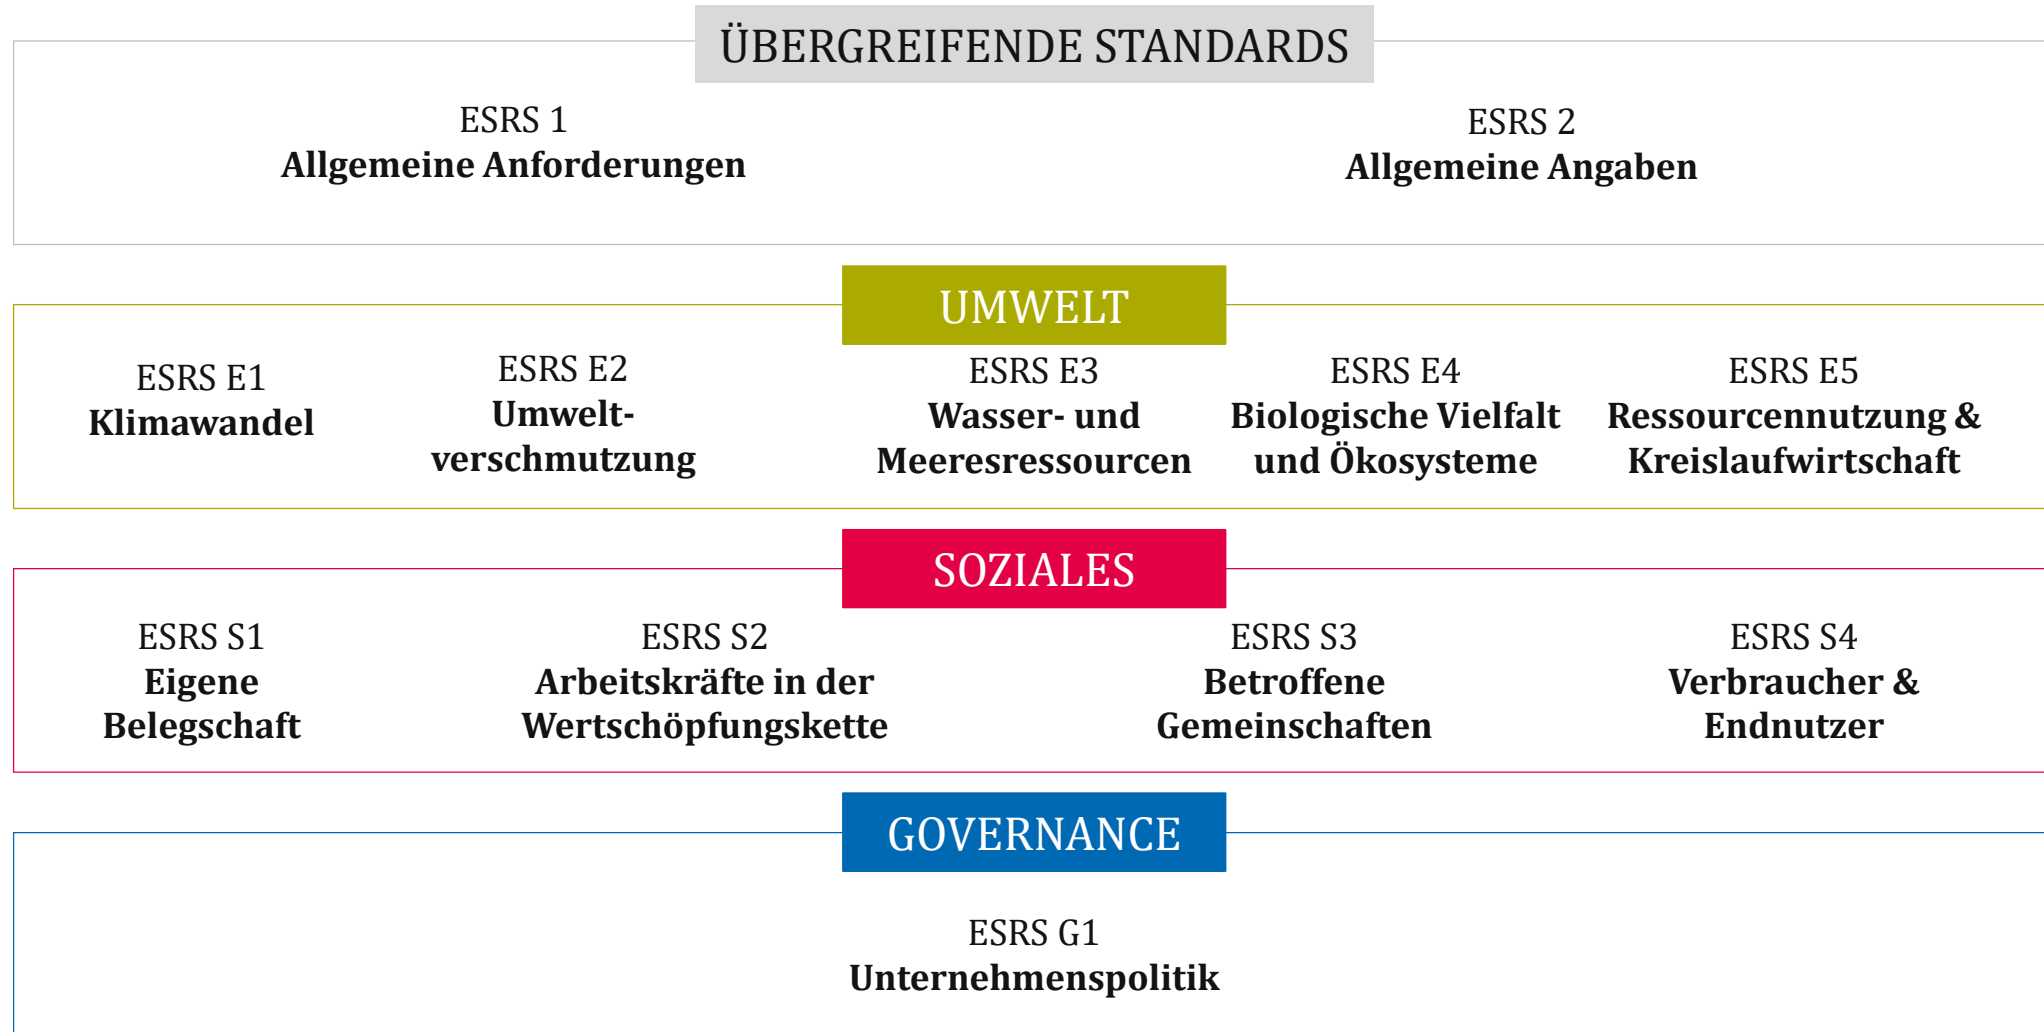 ÜBERGREIFENDE STANDARDS
ESRS 1
Allgemeine Anforderungen
ESRS 2
Allgemeine Angaben
UMWELT
ESRS E1
Klimawandel
ESRS E2
Umwelt-
verschmutzung
ESRS E3
Wasser- und
Meeresressourcen
ESRS E4
Biologische Vielfalt
und Ökosysteme
ESRS E5
Ressourcennutzung &
Kreislaufwirtschaft
SOZIALES
ESRS S1
Eigene
Belegschaft
ESRS S2
Arbeitskräfte in der
Wertschöpfungskette
ESRS S3
Betroffene
Gemeinschaften
ESRS S4
Verbraucher &
Endnutzer
GOVERNANCE
ESRS G1
Unternehmenspolitik